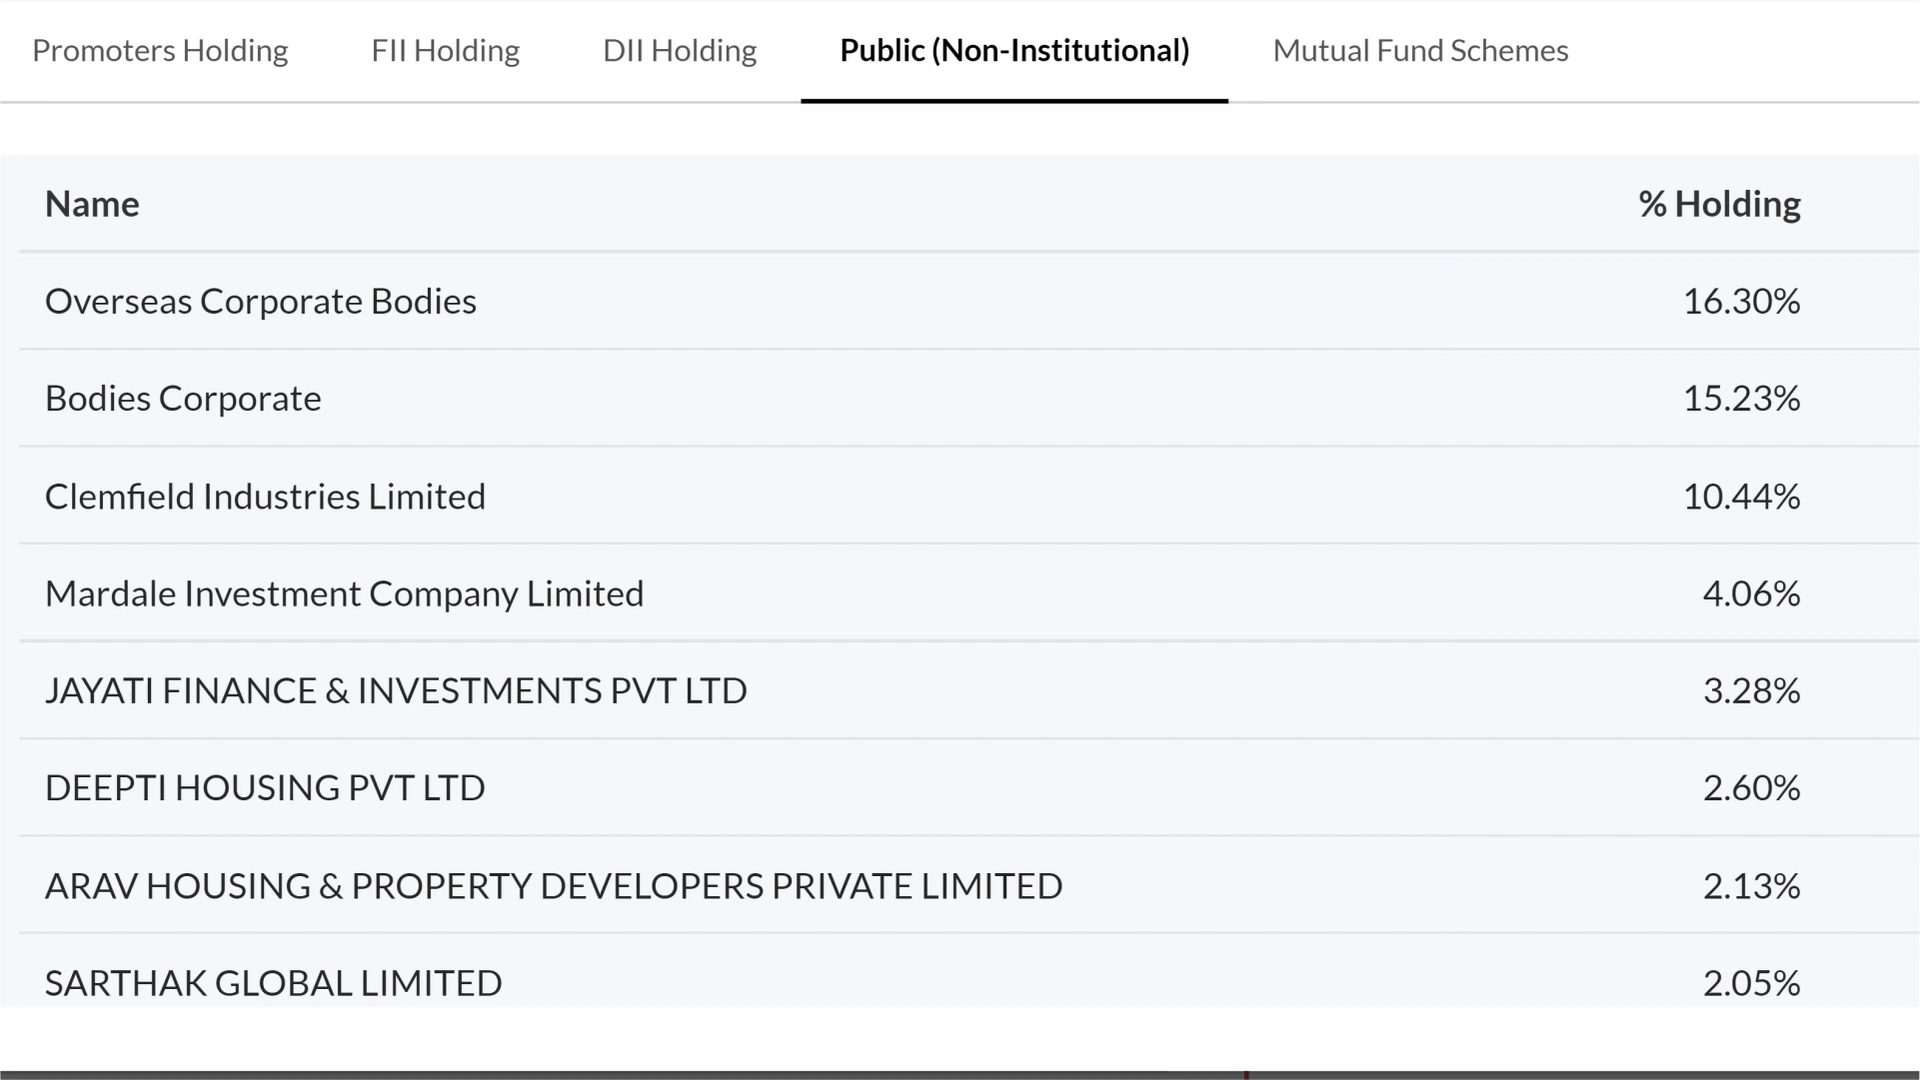 Promoters Holding FII Holding DII Holding Public (Non-Institutional) Mutual Fund Schemes
Name % Holding
Overseas Corporate Bodies 16.30%
Bodies Corporate 15.23%
Clemfield Industries Limited 10.44%
Mardale Investment Company Limited 4.06%
JAYATI FINANCE & INVESTMENTS PVT LTD 3.28%
DEEPTI HOUSING PVT LTD 2.60%
ARAV HOUSING & PROPERTY DEVELOPERS PRIVATE LIMITED 2.13%
SARTHAK GLOBAL LIMITED 2.05%